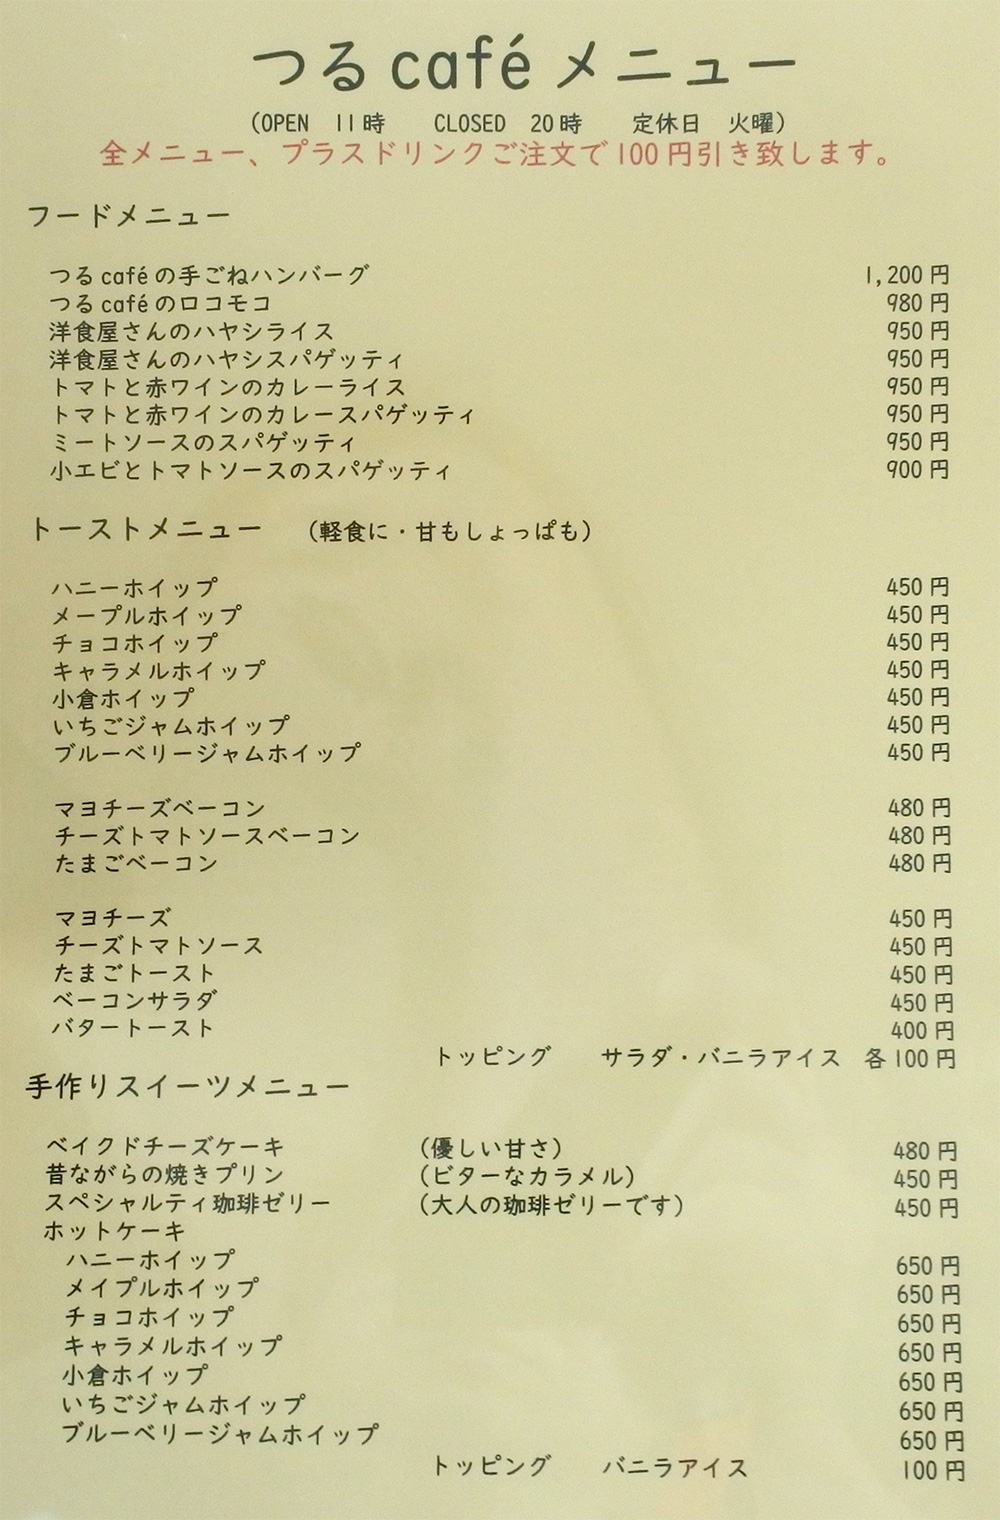 つるcaféメニュー
(OPEN 11時 CLOSED 20時 定休日 火曜)
全メニュー、プラスドリンクご注文で100円引き致します。
フードメニュー
つるcaféの手ごねハンバーグ 1,200円
つるcaféのロコモコ 980円
洋食屋さんのハヤシライス 950円
洋食屋さんのハヤシスパゲッティ 950円
トマトと赤ワインのカレーライス 950円
トマトと赤ワインのカレースパゲッティ 950円
ミートソースのスパゲッティ 950円
小エビとトマトソースのスパゲッティ 900円
トーストメニュー (軽食に・甘もしょっぱも)
ハニーホイップ 450円
メープルホイップ 450円
チョコホイップ 450円
キャラメルホイップ 450円
小倉ホイップ 450円
いちごジャムホイップ 450円
ブルーベリージャムホイップ 450円
マヨチーズベーコン 480円
チーズトマトソースベーコン 480円
たまごベーコン 480円
マヨチーズ 450円
チーズトマトソース 450円
たまごトースト 450円
ベーコンサラダ 450円
バタートースト 400円
トッピング サラダ・バニラアイス 各100円
手作りスイーツメニュー
ベイクドチーズケーキ (優しい甘さ) 480円
昔ながらの焼きプリン (ビターなカラメル) 450円
スペシャルティ珈琲ゼリー (大人の珈琲ゼリーです) 450円
ホットケーキ
ハニーホイップ 650円
メイプルホイップ 650円
チョコホイップ 650円
キャラメルホイップ 650円
小倉ホイップ 650円
いちごジャムホイップ 650円
ブルーベリージャムホイップ 650円
トッピング バニラアイス 100円